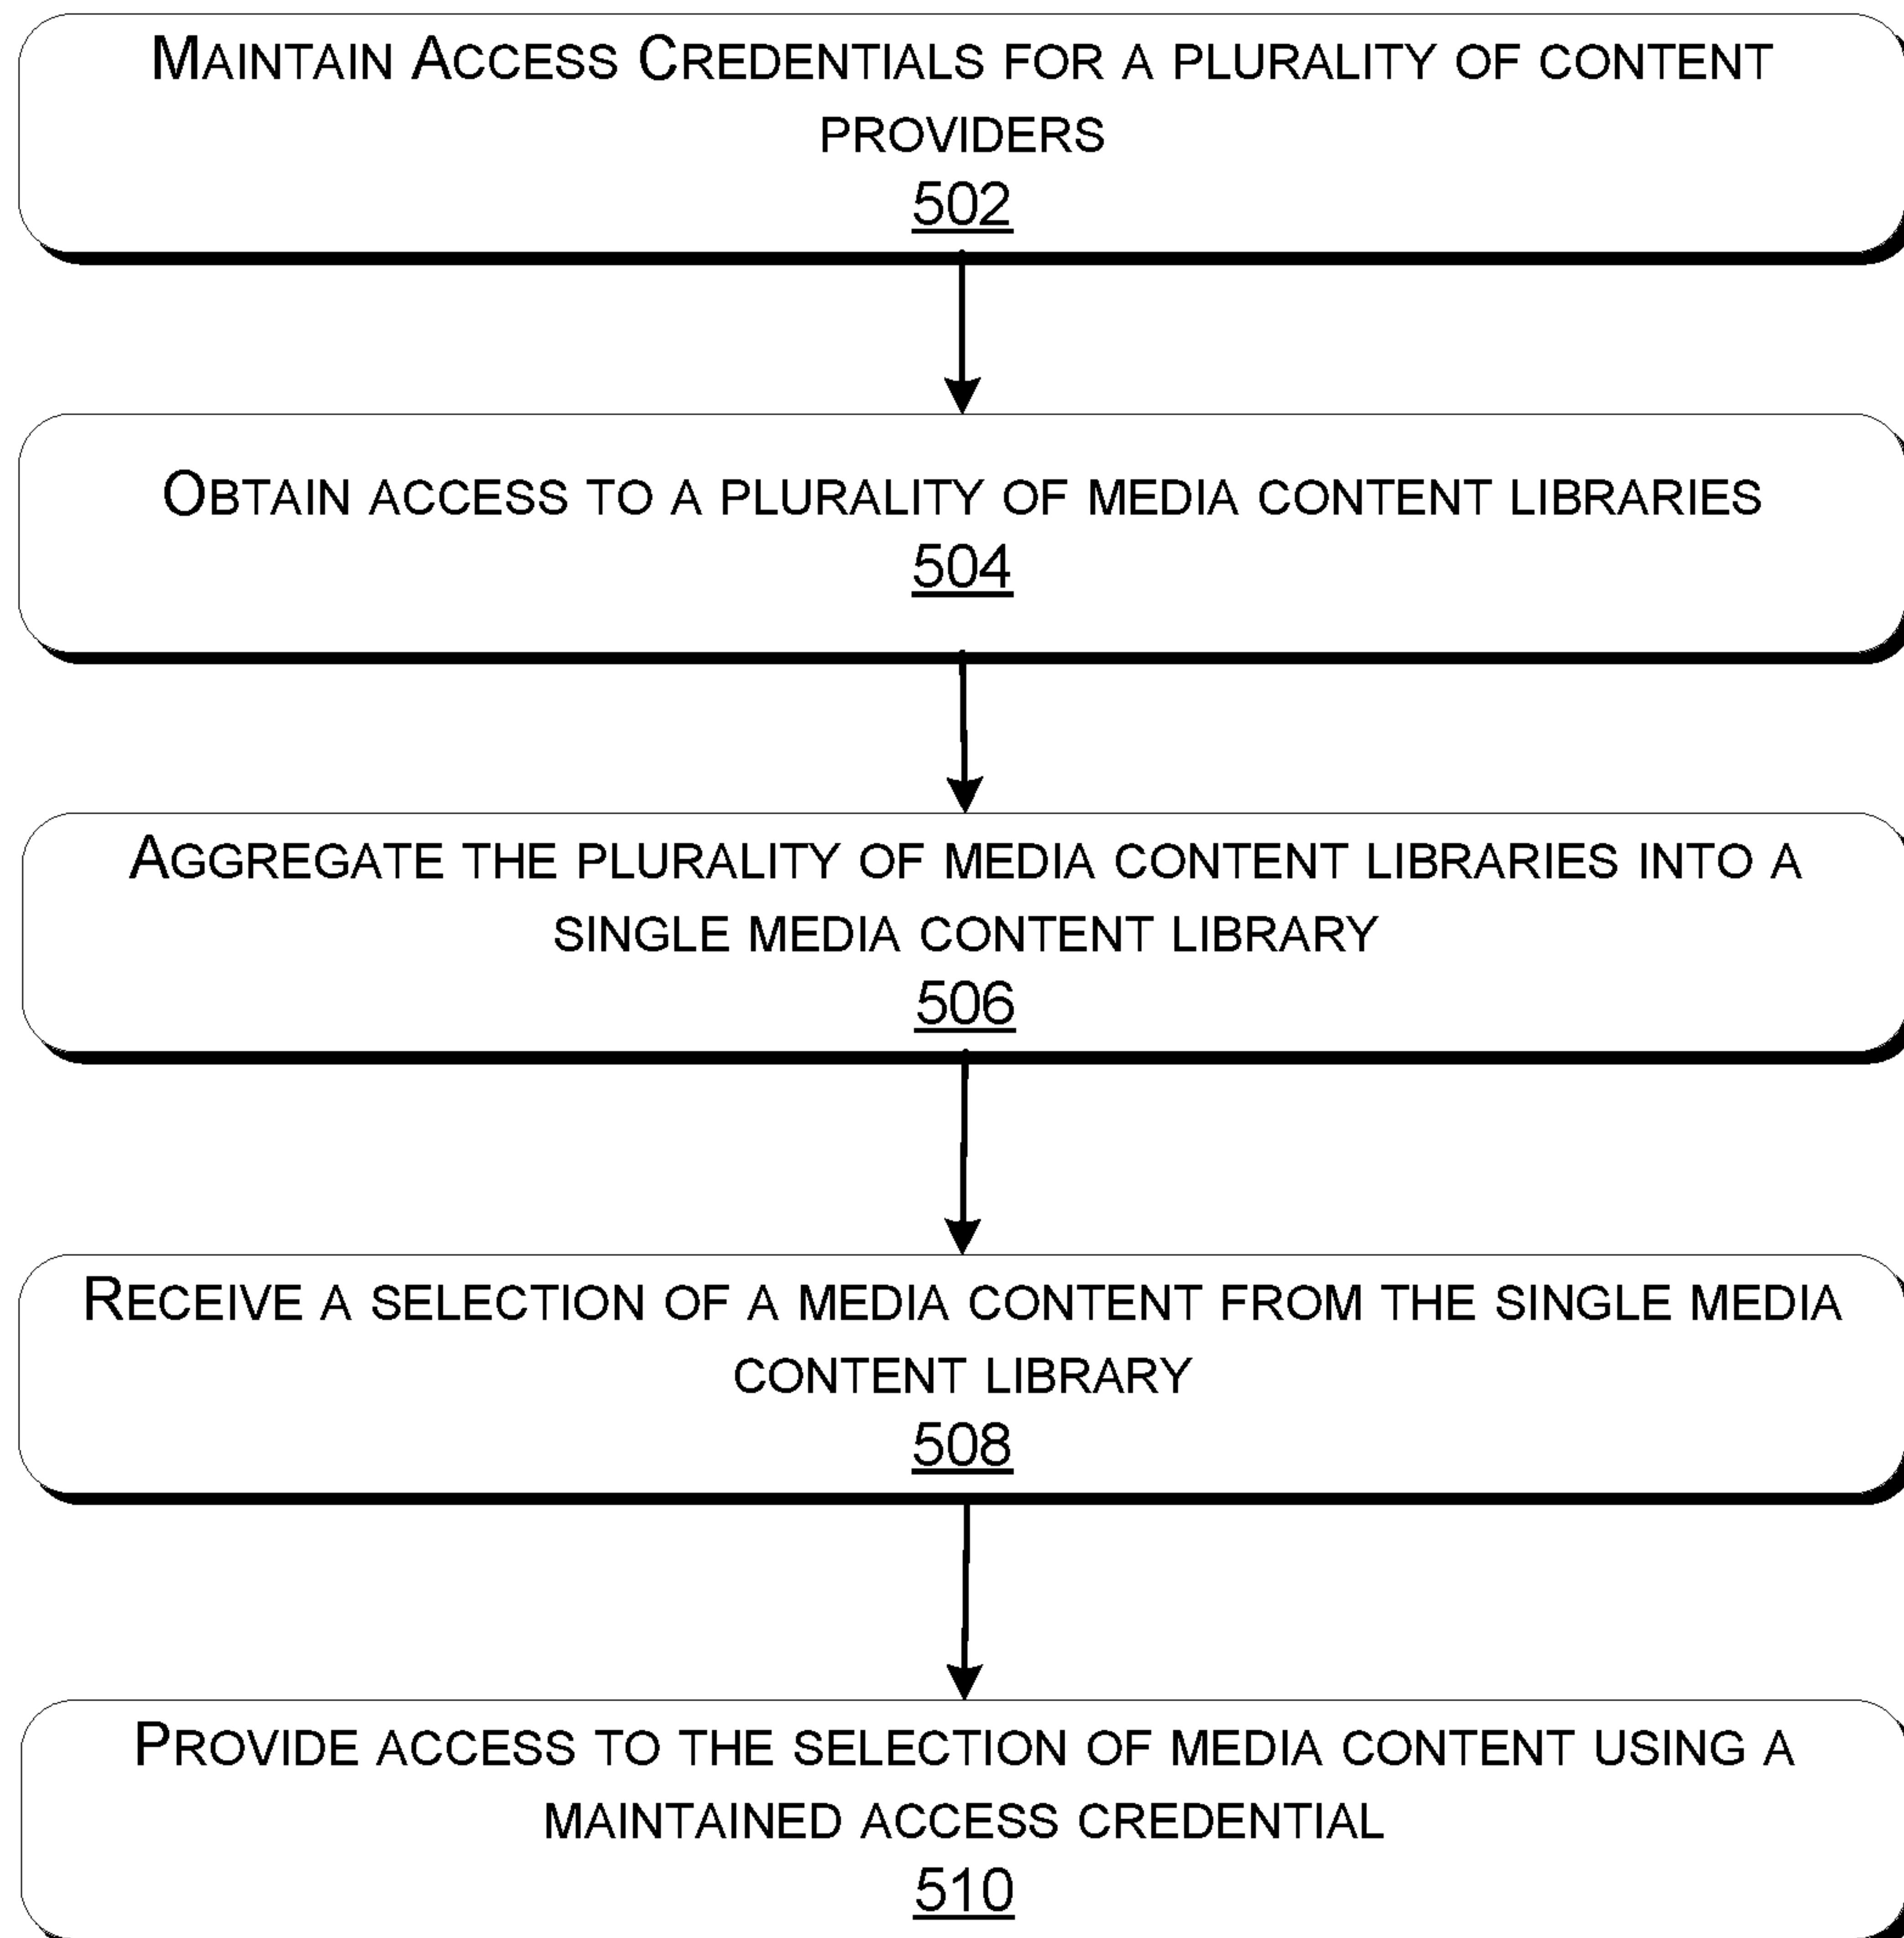 MAINTAIN ACCESS CREDENTIALS FOR A PLURALITY OF CONTENT
PROVIDERS
502
OBTAIN ACCESS TO A PLURALITY OF MEDIA CONTENT LIBRARIES
504
AGGREGATE THE PLURALITY OF MEDIA CONTENT LIBRARIES INTO A
SINGLE MEDIA CONTENT LIBRARY
506
RECEIVE A SELECTION OF A MEDIA CONTENT FROM THE SINGLE MEDIA
CONTENT LIBRARY
508
PROVIDE ACCESS TO THE SELECTION OF MEDIA CONTENT USING A
MAINTAINED ACCESS CREDENTIAL
510